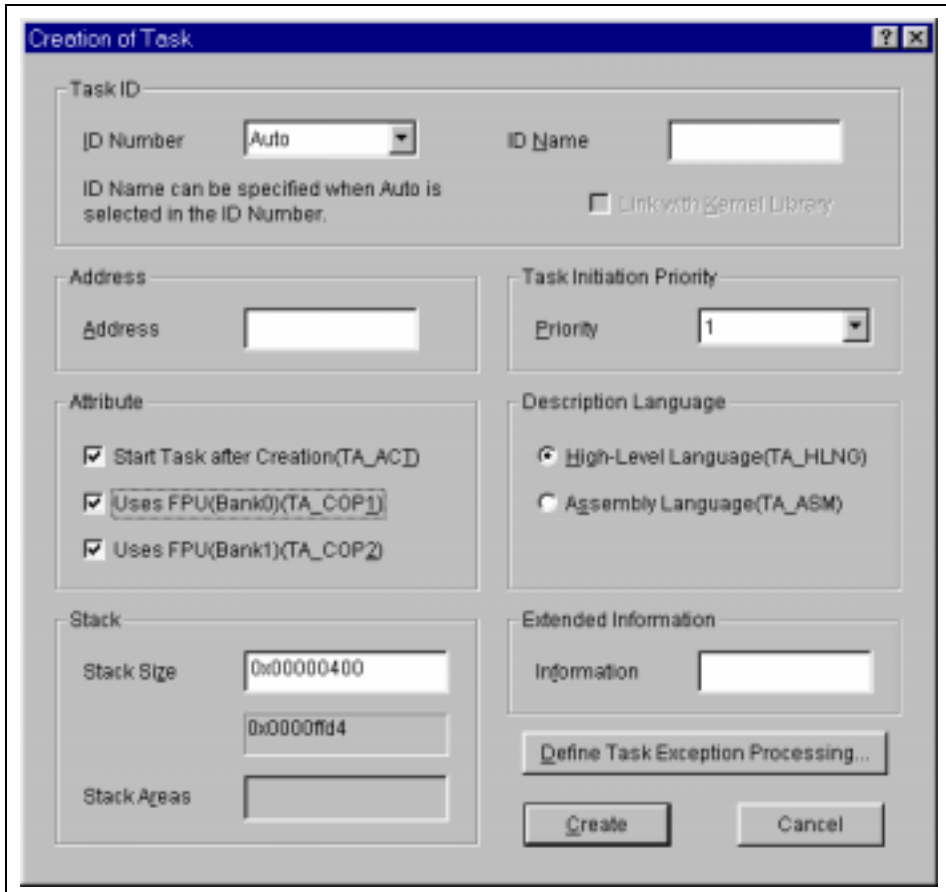 Creation of Task
Task ID
ID Number
Auto
ID Name
ID Name can be specified when Auto is
selected in the ID Number.
Link with Kernel Library
Address
Address
Task Initiation Priority
Priority
1
Attribute
Start Task after Creation(TA_ACT)
Uses FPU(Bank0)(TA_COP1)
Uses FPU(Bank1)(TA_COP2)
Description Language
High-Level Language(TA_HLNG)
Assembly Language(TA_ASM)
Stack
Stack Size
0x00000400
0x0000ffd4
Stack Areas
Extended Information
Information
Define Task Exception Processing...
Create
Cancel